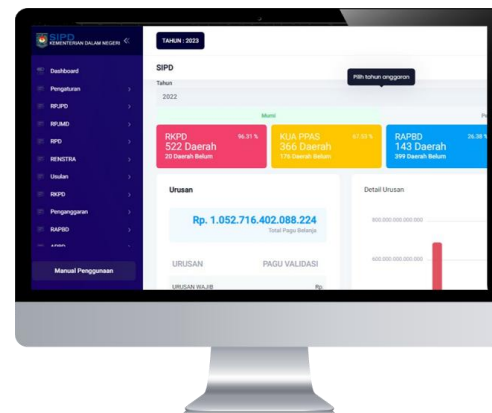 SIPD
KEMENTERIAN DALAM NEGERI
TAHUN : 2023
Dashboard
Pengaturan
RPJPD
RPJMD
RPD
RENSTRA
Usulan
RKPD
Penganggaran
RAPBD
Manual Penggunaan
SIPD
Tahun
2022
Pilih tahun anggaran
Murni
RKPD
96.31 %
522 Daerah
20 Daerah Belum
KUA PPAS
67.53 %
366 Daerah
176 Daerah Belum
RAPBD
26.38 %
143 Daerah
399 Daerah Belum
Urusan
Rp. 1.052.716.402.088.224
Total Pagu Belanja
URUSAN PAGU VALIDASI
URUSAN WAJIB Rp.
Detail Urusan
800.000.000.000.000
600.000.000.000.000